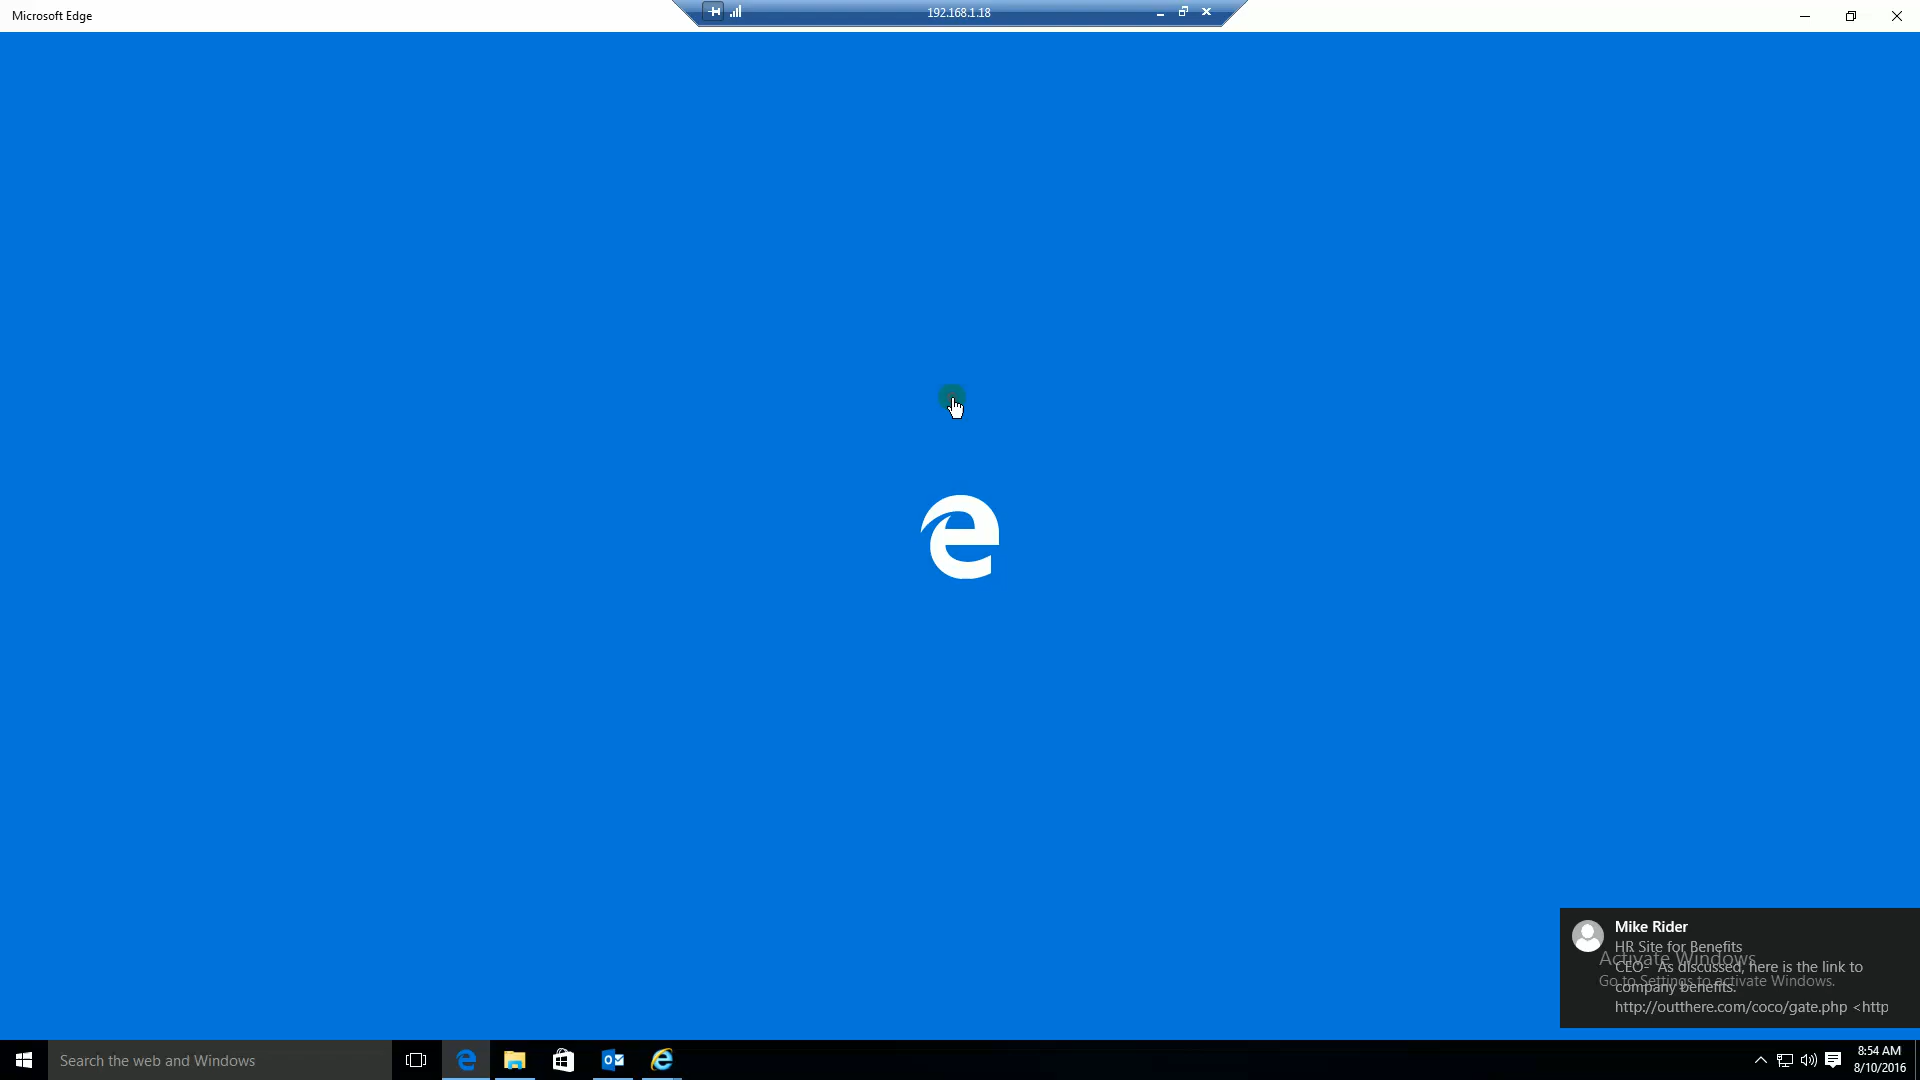 Microsoft Edge
192.168.1.18
Mike Rider
HR Site for Benefits
Activate Windows
CEO- As discussed, here is the link to
Go to Settings to activate Windows.
company benefits.
http://outthere.com/coco/gate.php <http
Search the web and Windows
8:54 AM
8/10/2016